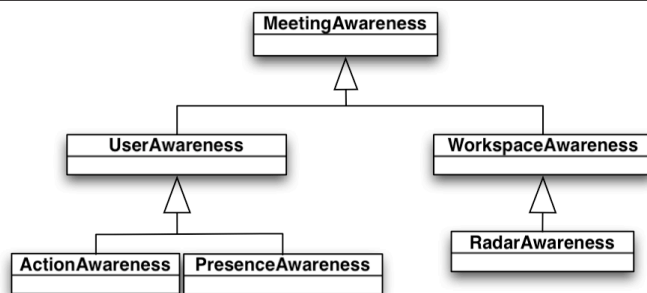 MeetingAwareness
UserAwareness
WorkspaceAwareness
RadarAwareness
ActionAwareness
PresenceAwareness